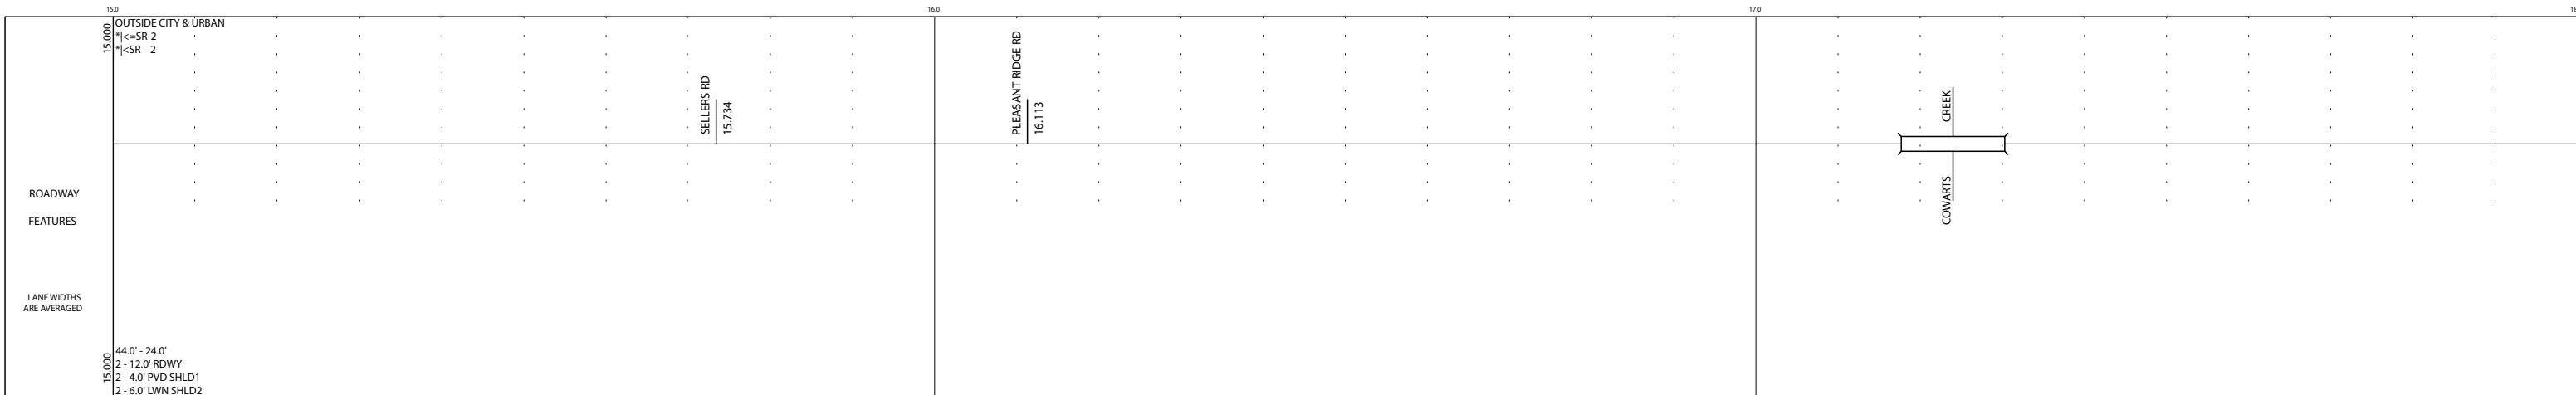 15.0
16.0
17.0
18
15.000
OUTSIDE CITY & URBAN
*|<=SR-2
*|<SR 2
SELLERS RD
15.734
PLEASANT RIDGE RD
16.113
CREEK
COWARTS
ROADWAY
FEATURES
LANE WIDTHS
ARE AVERAGED
15.000
44.0' - 24.0'
2 - 12.0' RDWY
2 - 4.0' PVD SHLD1
2 - 6.0' LWN SHLD2